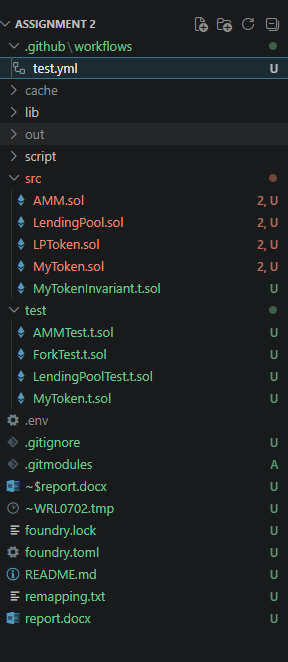 ASSIGNMENT 2
.github\workflows
test.yml U
cache
lib
out
script
src
AMM.sol 2, U
LendingPool.sol 2, U
LPToken.sol 2, U
MyToken.sol 2, U
MyTokenInvariant.t.sol U
test
AMMTest.t.sol U
ForkTest.t.sol U
LendingPoolTest.t.sol U
MyToken.t.sol U
.env
.gitignore U
.gitmodules A
~$report.docx U
~WRL0702.tmp U
foundry.lock U
foundry.toml U
README.md U
remapping.txt U
report.docx U